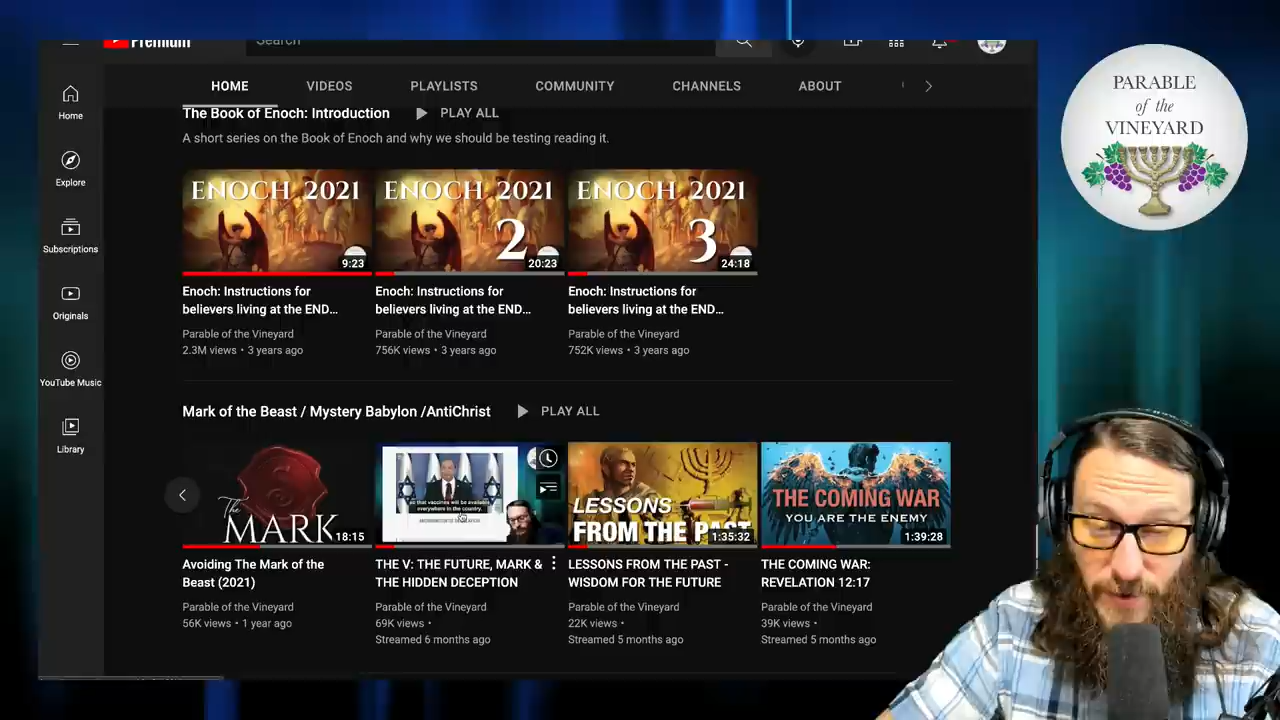 Premium
Search
HOME
VIDEOS
PLAYLISTS
COMMUNITY
CHANNELS
ABOUT
Home
Explore
Subscriptions
Originals
YouTube Music
Library
The Book of Enoch: Introduction
PLAY ALL
A short series on the Book of Enoch and why we should be testing reading it.
ENOCH 2021
9:23
ENOCH 2021
2
20:23
ENOCH 2021
3
24:18
Enoch: Instructions for
believers living at the END...
Parable of the Vineyard
2.3M views • 3 years ago
Enoch: Instructions for
believers living at the END...
Parable of the Vineyard
756K views • 3 years ago
Enoch: Instructions for
believers living at the END...
Parable of the Vineyard
752K views • 3 years ago
Mark of the Beast / Mystery Babylon /AntiChrist
PLAY ALL
The
MARK
18:15
so that vaccines will be available
everywhere in the country.
LESSONS
FROM THE PAST
1:35:32
THE COMING WAR
YOU ARE THE ENEMY
1:39:28
Avoiding The Mark of the
Beast (2021)
Parable of the Vineyard
56K views • 1 year ago
THE V: THE FUTURE, MARK &
THE HIDDEN DECEPTION
Parable of the Vineyard
69K views •
Streamed 6 months ago
LESSONS FROM THE PAST -
WISDOM FOR THE FUTURE
Parable of the Vineyard
22K views •
Streamed 5 months ago
THE COMING WAR:
REVELATION 12:17
Parable of the Vineyard
39K views •
Streamed 5 months ago
PARABLE
of the
VINEYARD